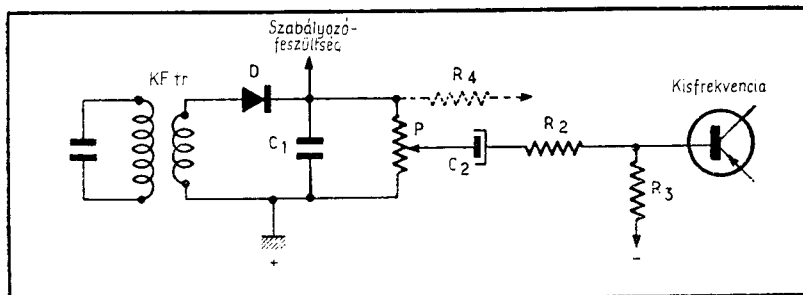 Szabályozó-
feszültség
KF tr
D
R4
Kisfrekvencia
C1
P
C2
R2
R3
+
-